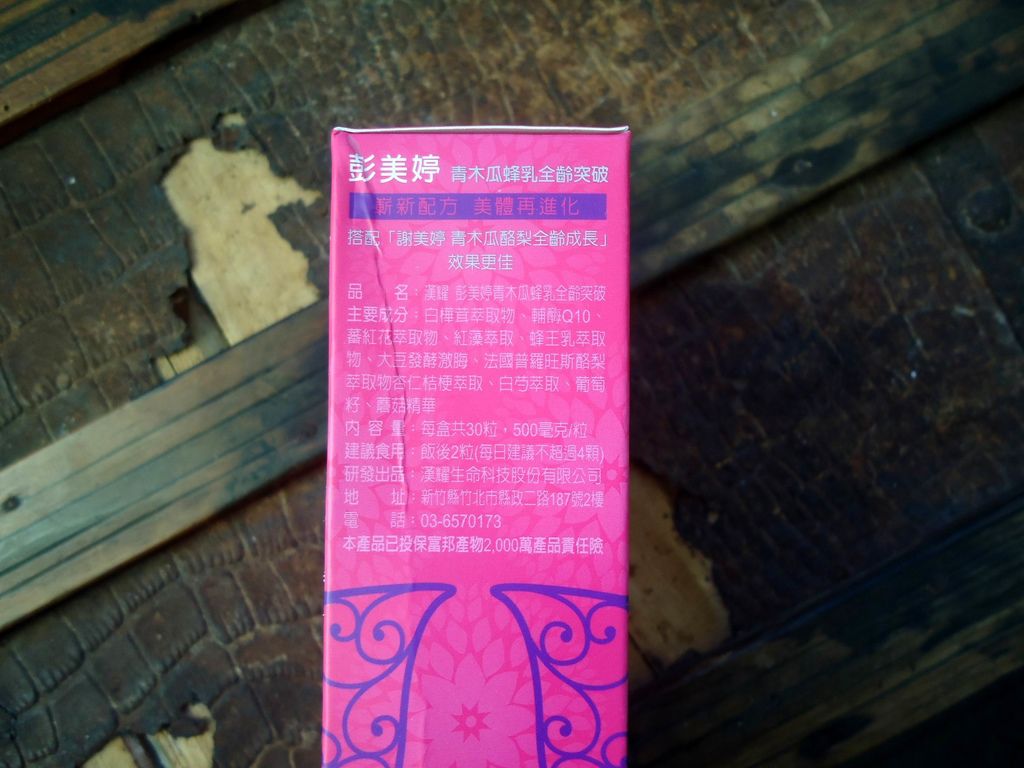 彭美婷 青木瓜蜂乳全齡突破
嶄新配方 美體再進化
搭配「謝美婷 青木瓜酪梨全齡成長」
效果更佳
品 名：漢耀 彭美婷青木瓜蜂乳全齡突破
主要成分：白樺茸萃取物、輔酶Q10、
蕃紅花萃取物、紅藻萃取、蜂王乳萃取
物、大豆發酵激酶、法國普羅旺斯酪梨
萃取物杏仁桔梗萃取、白芍萃取、葡萄
籽、蘑菇精華
內 容 量：每盒共30粒，500毫克/粒
建議食用：飯後2粒(每日建議不超過4顆)
研發出品：漢耀生命科技股份有限公司
地 址：新竹縣竹北市縣政二路187號2樓
電 話：03-6570173
本產品已投保富邦產物2,000萬產品責任險